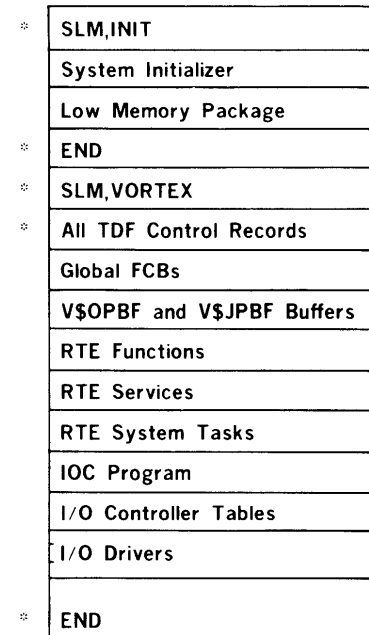 * SLM,INIT
System Initializer
Low Memory Package
* END
* SLM,VORTEX
* All TDF Control Records
Global FCBs
V$OPBF and V$JPBF Buffers
RTE Functions
RTE Services
RTE System Tasks
IOC Program
I/O Controller Tables
I/O Drivers
* END